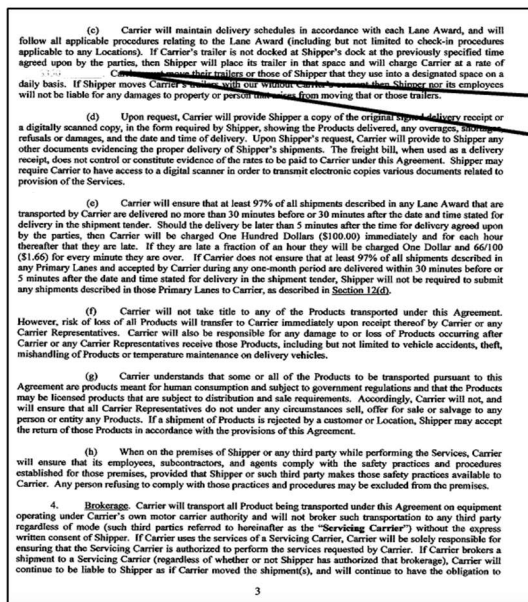 (c) Carrier will maintain delivery schedules in accordance with each Lane Award, and will
follow all applicable procedures relating to the Lane Award (including but not limited to check-in procedures
applicable to any Locations). If Carrier's trailer is not docked at Shipper's dock at the previously specified time
agreed upon by the parties, then Shipper will place its trailer in that space and will charge Carrier at a rate of
must move their trailers or those of Shipper that they use into a designated space on a
daily basis. If Shipper moves Carrier's trailers with our without Carrier's consent then Shipper nor its employees
will not be liable for any damages to property or person that arises from moving that or those trailers.
(d) Upon request, Carrier will provide Shipper a copy of the original signed delivery receipt or
a digitally scanned copy, in the form required by Shipper, showing the Products delivered, any overages, shortages,
refusals or damages, and the date and time of delivery. Upon Shipper's request, Carrier will provide to Shipper any
other documents evidencing the proper delivery of Shipper's shipments. The freight bill, when used as a delivery
receipt, does not control or constitute evidence of the rates to be paid to Carrier under this Agreement. Shipper may
require Carrier to have access to a digital scanner in order to transmit electronic copies various documents related to
provision of the Services.
(e) Carrier will ensure that at least 97% of all shipments described in any Lane Award that are
transported by Carrier are delivered no more than 30 minutes before or 30 minutes after the date and time stated for
delivery in the shipment tender. Should the delivery be later than 5 minutes after the time for delivery agreed upon
by the parties, then Carrier will be charged One Hundred Dollars ($100.00) immediately and for each hour
thereafter that they are late. If they are late a fraction of an hour they will be charged One Dollar and 66/100
($1.66) for every minute they are over. If Carrier does not ensure that at least 97% of all shipments described in
any Primary Lanes and accepted by Carrier during any one-month period are delivered within 30 minutes before or
5 minutes after the date and time stated for delivery in the shipment tender, Shipper will not be required to submit
any shipments described in those Primary Lanes to Carrier, as described in Section 12(d).
(f) Carrier will not take title to any of the Products transported under this Agreement.
However, risk of loss of all Products will transfer to Carrier immediately upon receipt thereof by Carrier or any
Carrier Representatives. Carrier will also be responsible for any damage to or loss of Products occurring after
Carrier or any Carrier Representatives receive those Products, including but not limited to vehicle accidents, theft,
mishandling of Products or temperature maintenance on delivery vehicles.
(g) Carrier understands that some or all of the Products to be transported pursuant to this
Agreement are products meant for human consumption and subject to government regulations and that the Products
may be licensed products that are subject to distribution and sale requirements. Accordingly, Carrier will not, and
will ensure that all Carrier Representatives do not under any circumstances sell, offer for sale or salvage to any
person or entity any Products. If a shipment of Products is rejected by a customer or Location, Shipper may accept
the return of those Products in accordance with the provisions of this Agreement.
(h) When on the premises of Shipper or any third party while performing the Services, Carrier
will ensure that its employees, subcontractors, and agents comply with the safety practices and procedures
established for those premises, provided that Shipper or such third party makes those safety practices available to
Carrier. Any person refusing to comply with those practices and procedures may be excluded from the premises.
4. Brokerage. Carrier will transport all Product being transported under this Agreement on equipment
operating under Carrier's own motor carrier authority and will not broker such transportation to any third party
regardless of mode (such third parties referred to hereinafter as the "Servicing Carrier") without the express
written consent of Shipper. If Carrier uses the services of a Servicing Carrier, Carrier will be solely responsible for
ensuring that the Servicing Carrier is authorized to perform the services requested by Carrier. If Carrier brokers a
shipment to a Servicing Carrier (regardless of whether or not Shipper has authorized that brokerage), Carrier will
continue to be liable to Shipper as if Carrier moved the shipment(s), and will continue to have the obligation to
3